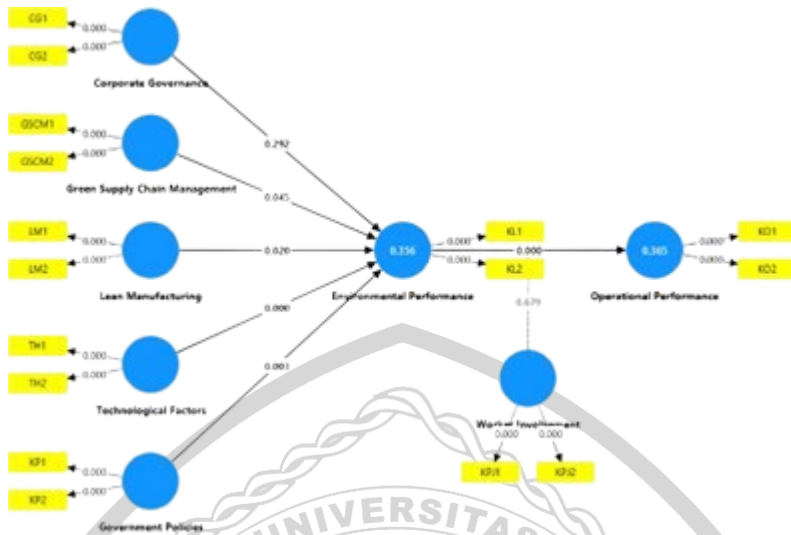 CG1
0.000
0.000
CG2
Corporate Governance
GSCM1
0.000
0.000
GSCM2
Green Supply Chain Management
0.292
0.045
LM1
0.000
0.000
LM2
Lean Manufacturing
0.020
0.356
Environmental Performance
KL1
0.000
0.000
0.000
KL2
0.365
Operational Performance
KO1
0.000
0.000
KO2
0.679
TH1
0.000
0.000
TH2
Technological Factors
0.000
0.001
Worker Involvement
0.000
0.000
KPJ1
KPJ2
KP1
0.000
0.000
KP2
Government Policies
UNIVERSITAS